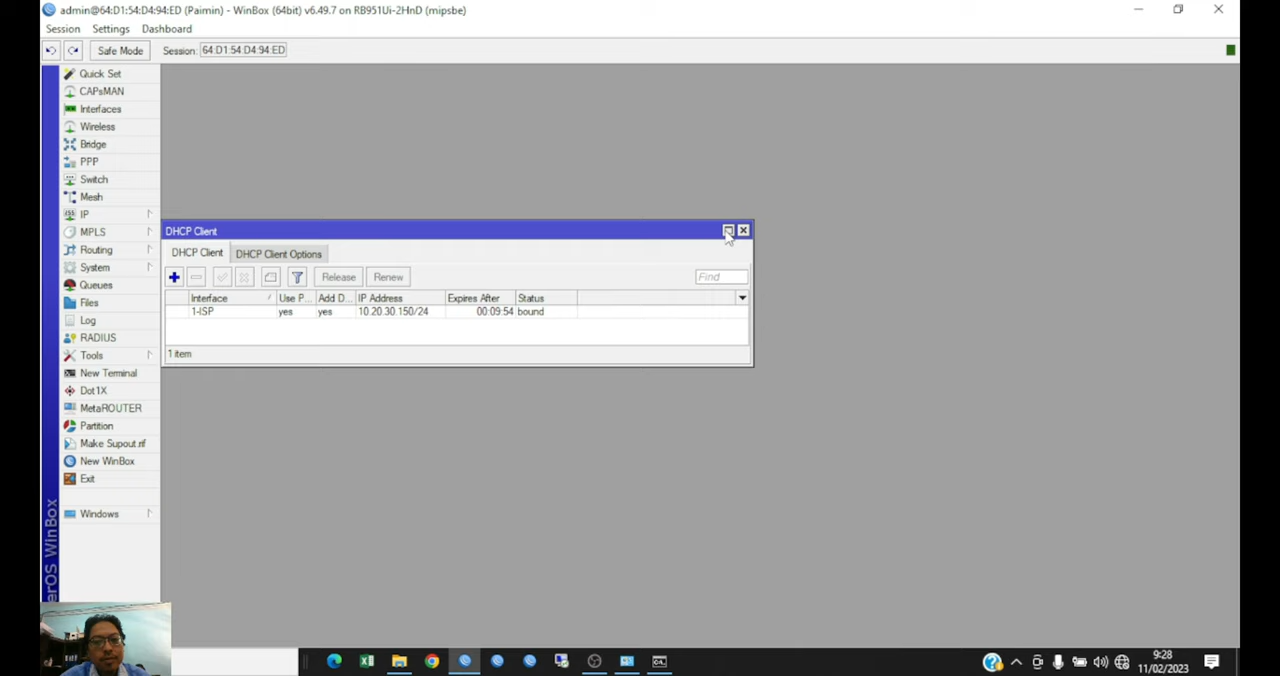 admin@64:D1:54:D4:94:ED (Paimin) - WinBox (64bit) v6.49.7 on RB951Ui-2HnD (mipsbe)
Session Settings Dashboard
Safe Mode Session: 64:D1:54:D4:94:ED
Quick Set
CAPsMAN
Interfaces
Wireless
Bridge
PPP
Switch
Mesh
IP
MPLS
Routing
System
Queues
Files
Log
RADIUS
Tools
New Terminal
Dot1X
MetaROUTER
Partition
Make Supout.rif
New WinBox
Exit
Windows
erOS WinBox
DHCP Client
DHCP Client DHCP Client Options
Release Renew Find
Interface Use P... Add D... IP Address Expires After Status
1-ISP yes yes 10.20.30.150/24 00:09:54 bound
1 item
9:28
11/02/2023